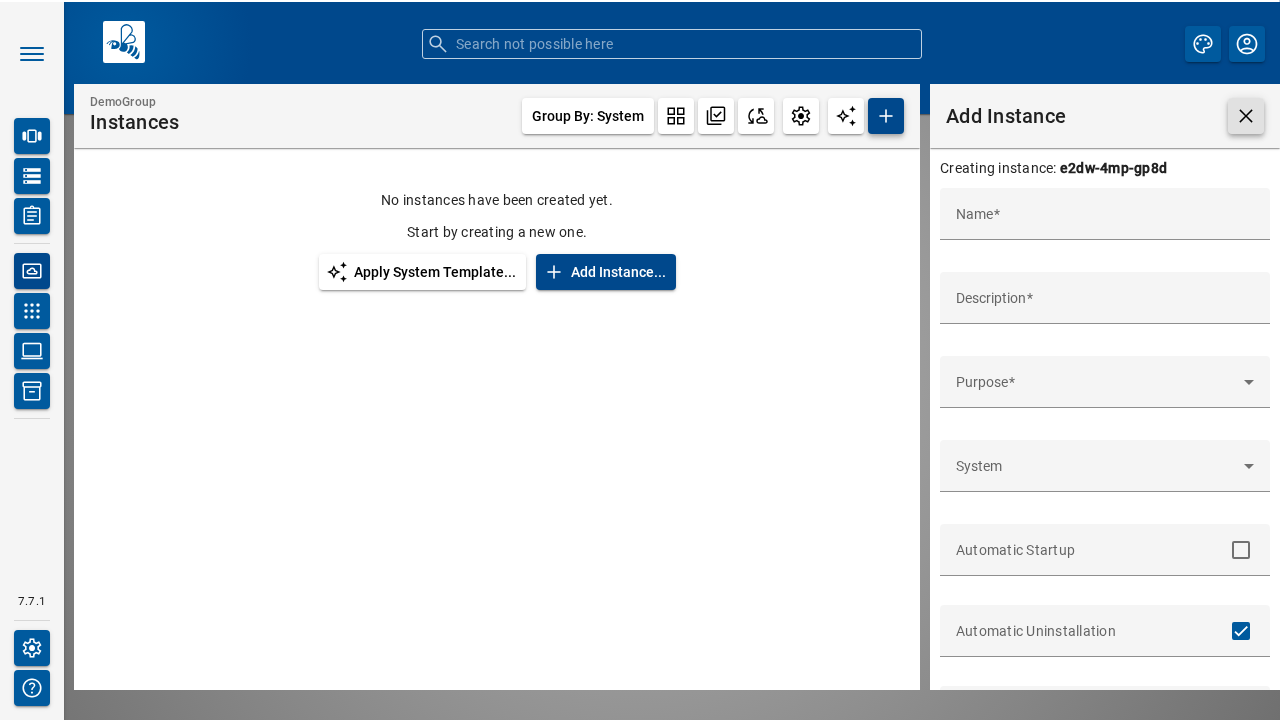 Search not possible here
DemoGroup
Instances
Group By: System
No instances have been created yet.
Start by creating a new one.
Apply System Template...
Add Instance...
Add Instance
Creating instance: e2dw-4mp-gp8d
Name*
Description*
Purpose*
System
Automatic Startup
Automatic Uninstallation
7.7.1